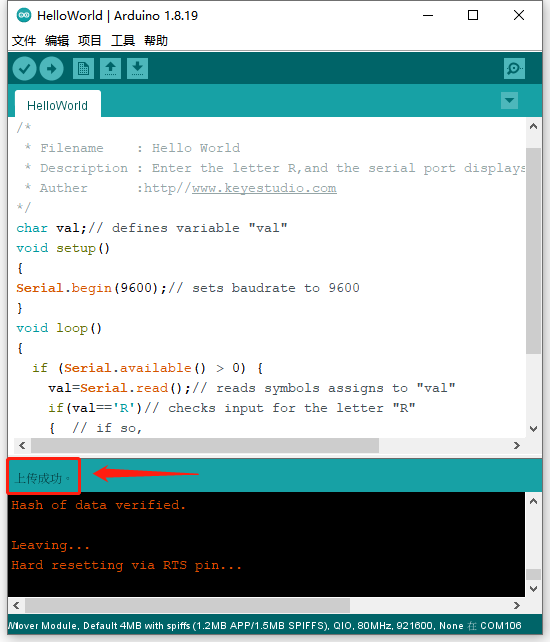 HelloWorld | Arduino 1.8.19
文件 编辑 项目 工具 帮助
HelloWorld
/*
* Filename    : Hello World
* Description : Enter the letter R,and the serial port displays
* Auther      :http//www.keyestudio.com
*/
char val;// defines variable "val"
void setup()
{
Serial.begin(9600);// sets baudrate to 9600
}
void loop()
{
if (Serial.available() > 0) {
val=Serial.read();// reads symbols assigns to "val"
if(val=='R')// checks input for the letter "R"
{  // if so,
上传成功。
Hash of data verified.
Leaving...
Hard resetting via RTS pin...
Wrover Module, Default 4MB with spiffs (1.2MB APP/1.5MB SPIFFS), QIO, 80MHz, 921600, None 在 COM106